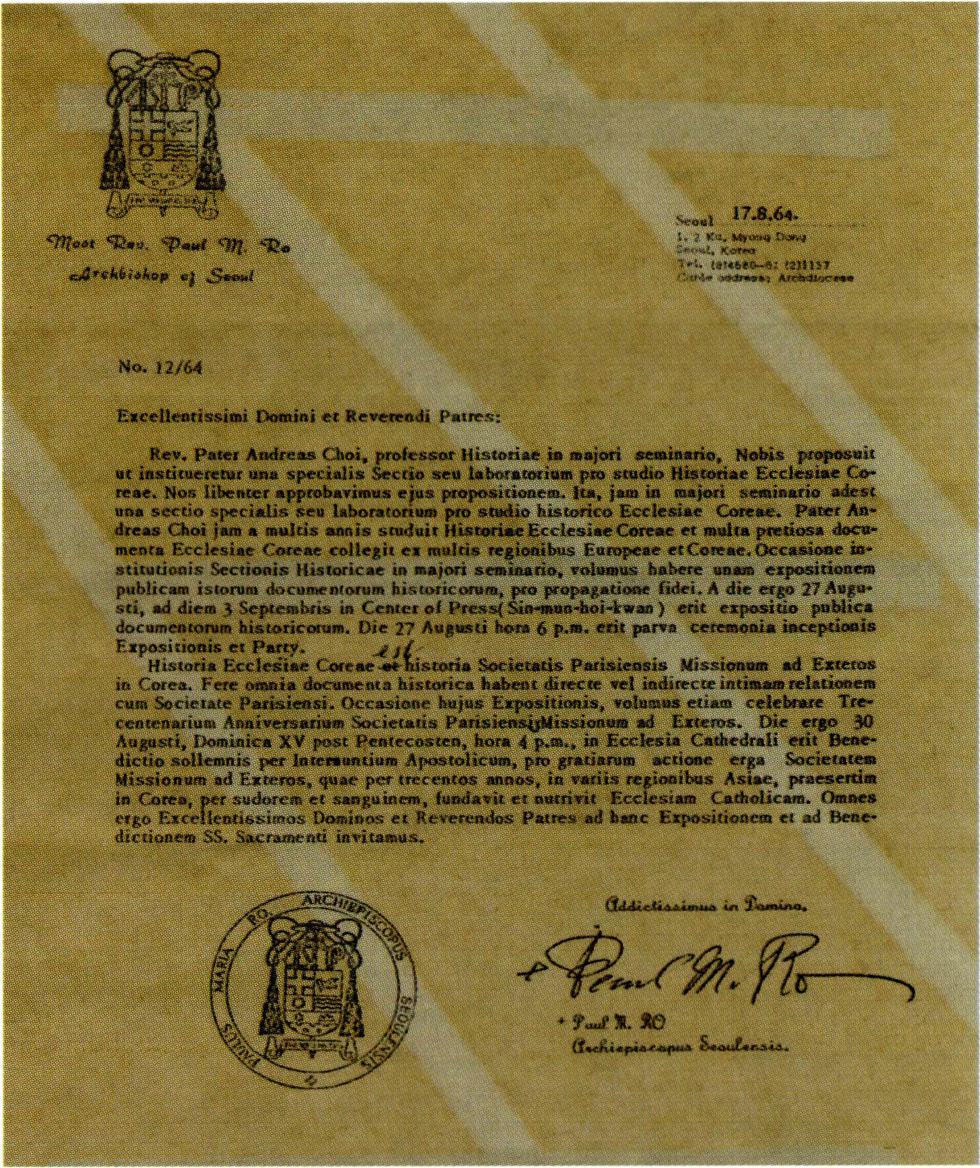 Most Rev. Paul M. Ro
Archbishop of Seoul
Seoul 17.8.64.
1, 2 Ka, Myong Dong
Seoul, Korea
Archdiocese
No. 12/64
Excellentissimi Domini et Reverendi Patres:
Rev. Pater Andreas Choi, professor Historiae in majori seminario, Nobis proposuit
ut institueretur una specialis Sectio seu laboratorium pro studio Historiae Ecclesiae Co-
reae. Nos libenter approbavimus ejus propositionem. Ita, jam in majori seminario adest
una sectio specialis seu laboratorium pro studio historico Ecclesiae Coreae. Pater An-
dreas Choi jam a multis annis studuit Historiae Ecclesiae Coreae et multa pretiosa docu-
menta Ecclesiae Coreae collegit ex multis regionibus Europeae et Coreae. Occasione in-
stitutionis Sectionis Historicae in majori seminario, volumus habere unam expositionem
publicam istorum documentorum historicorum, pro propagatione fidei. A die ergo 27 Augu-
sti, ad diem 3 Septembris in Center of Press(Sin-mun-hoi-kwan) erit expositio publica
documentorum historicorum. Die 27 Augusti hora 6 p.m. erit parva ceremonia inceptionis
Expositionis et Party.
Historia Ecclesiae Coreae est historia Societatis Parisiensis Missionum ad Exteros
in Corea. Fere omnia documenta historica habent directe vel indirecte intimam relationem
cum Societate Parisiensi. Occasione hujus Expositionis, volumus etiam celebrare Tre-
centenarium Anniversarium Societatis Parisiensis Missionum ad Exteros. Die ergo 30
Augusti, Dominica XV post Pentecosten, hora 4 p.m., in Ecclesia Cathedrali erit Bene-
dictio sollemnis per Internuntium Apostolicum, pro gratiarum actione erga Societatem
Missionum ad Exteros, quae per trecentos annos, in variis regionibus Asiae, praesertim
in Corea, per sudorem et sanguinem, fundavit et nutrivit Ecclesiam Catholicam. Omnes
ergo Excellentissimos Dominos et Reverendos Patres ad hanc Expositionem et ad Bene-
dictionem SS. Sacramenti invitamus.
Addictissimus in Domino,
+ Paul M. Ro
+ Paul M. RO
Archiepiscopus Seoulensis.
PAULUS MARIA RO. ARCHIEPISCOPUS SEOULENSIS